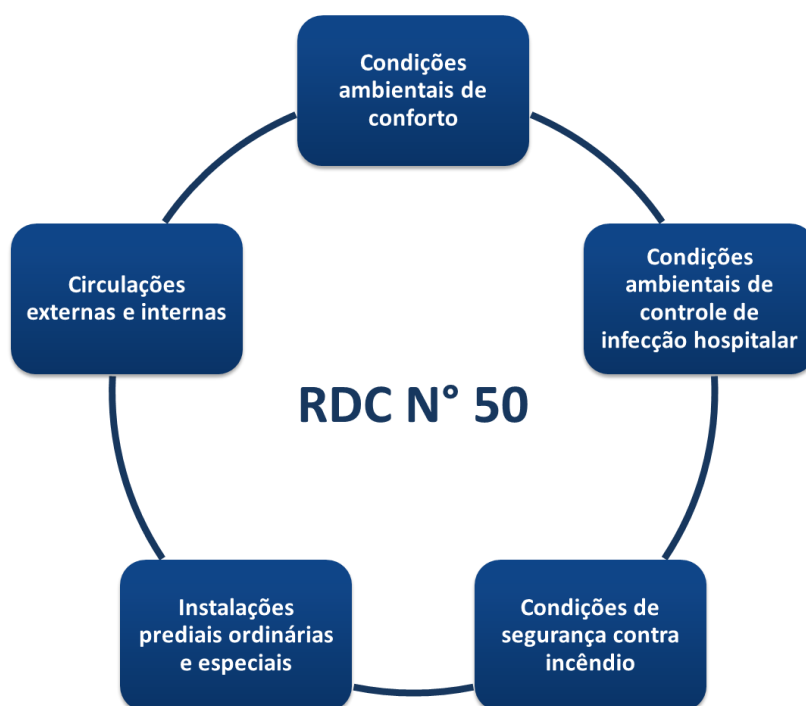 Condições
ambientais de
conforto
Condições
ambientais de
controle de
infecção hospitalar
Condições de
segurança contra
incêndio
Instalações
prediais ordinárias
e especiais
Circulações
externas e internas
RDC N° 50